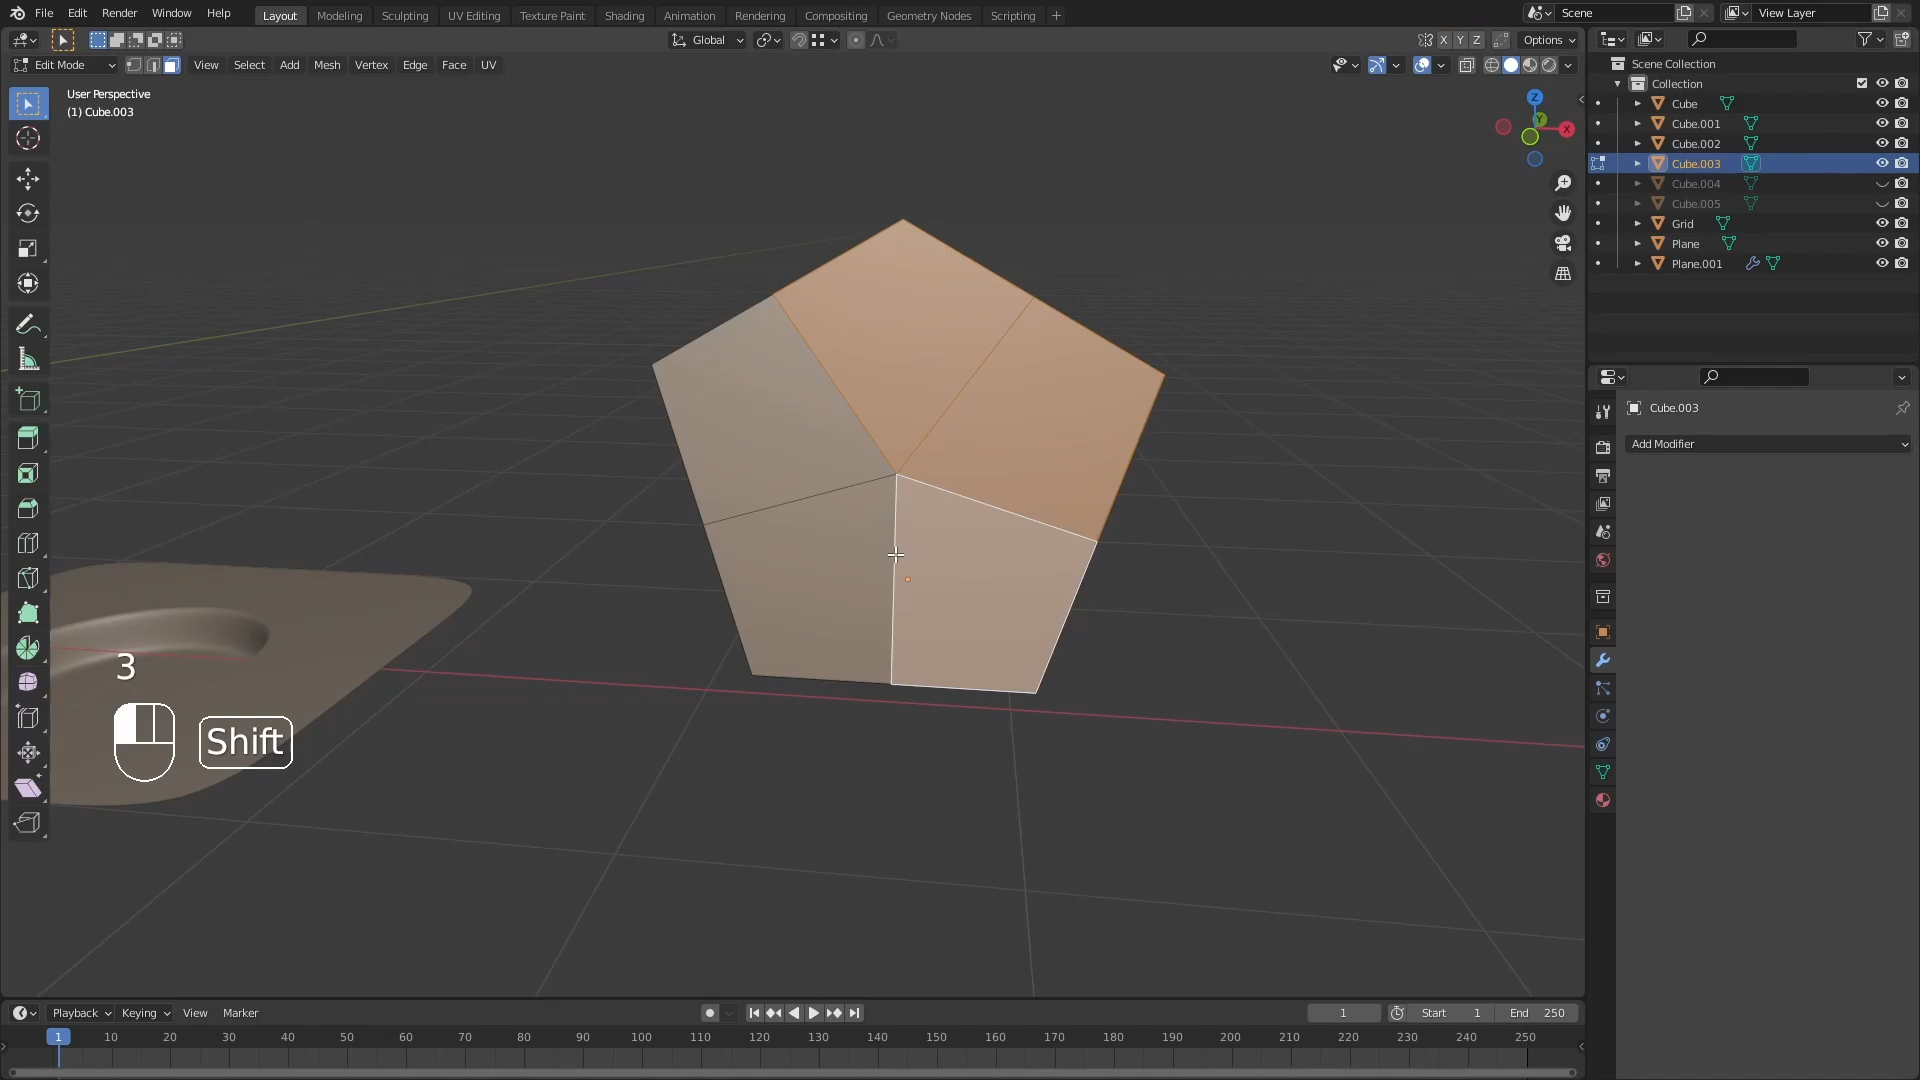 File Edit Render Window Help Layout Modeling Sculpting UV Editing Texture Paint Shading Animation Rendering Compositing Geometry Nodes Scripting + Scene View Layer
Global X Y Z Options
Edit Mode View Select Add Mesh Vertex Edge Face UV
User Perspective
(1) Cube.003
Z
Y
X
Scene Collection
Collection
Cube
Cube.001
Cube.002
Cube.003
Cube.004
Cube.005
Grid
Plane
Plane.001
Cube.003
Add Modifier
3
Shift
Playback Keying View Marker 1 Start 1 End 250
1 10 20 30 40 50 60 70 80 90 100 110 120 130 140 150 160 170 180 190 200 210 220 230 240 250